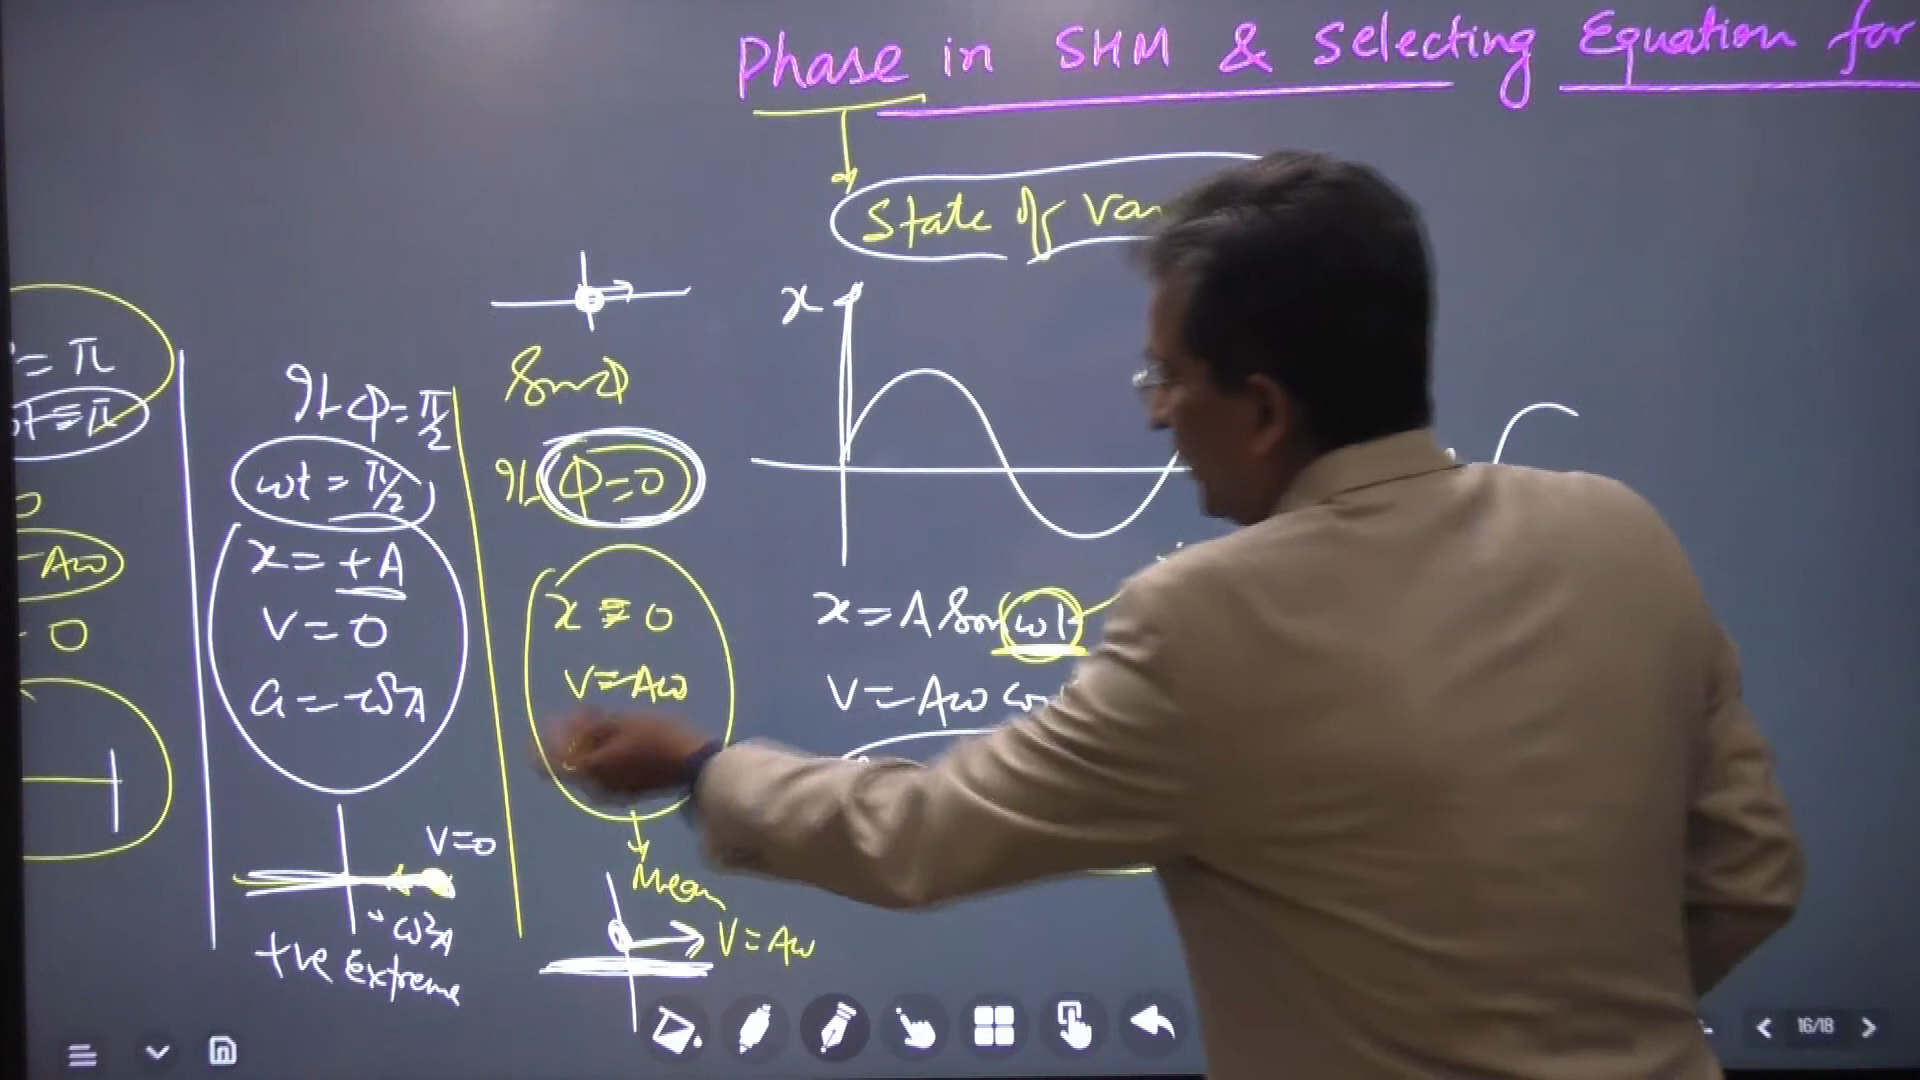 Phase in SHM & Selecting Equation for
State of
x
= π
ωt = π
- Aω
0
If Φ = π/2
ωt = π/2
x = +A
v = 0
a = -ω²A
V=0
-ω²A
+ve Extreme
Sin Φ
If Φ = 0
x = 0
v = Aω
Mean
V = Aω
x = A Sin ωt
V = Aω
16/18